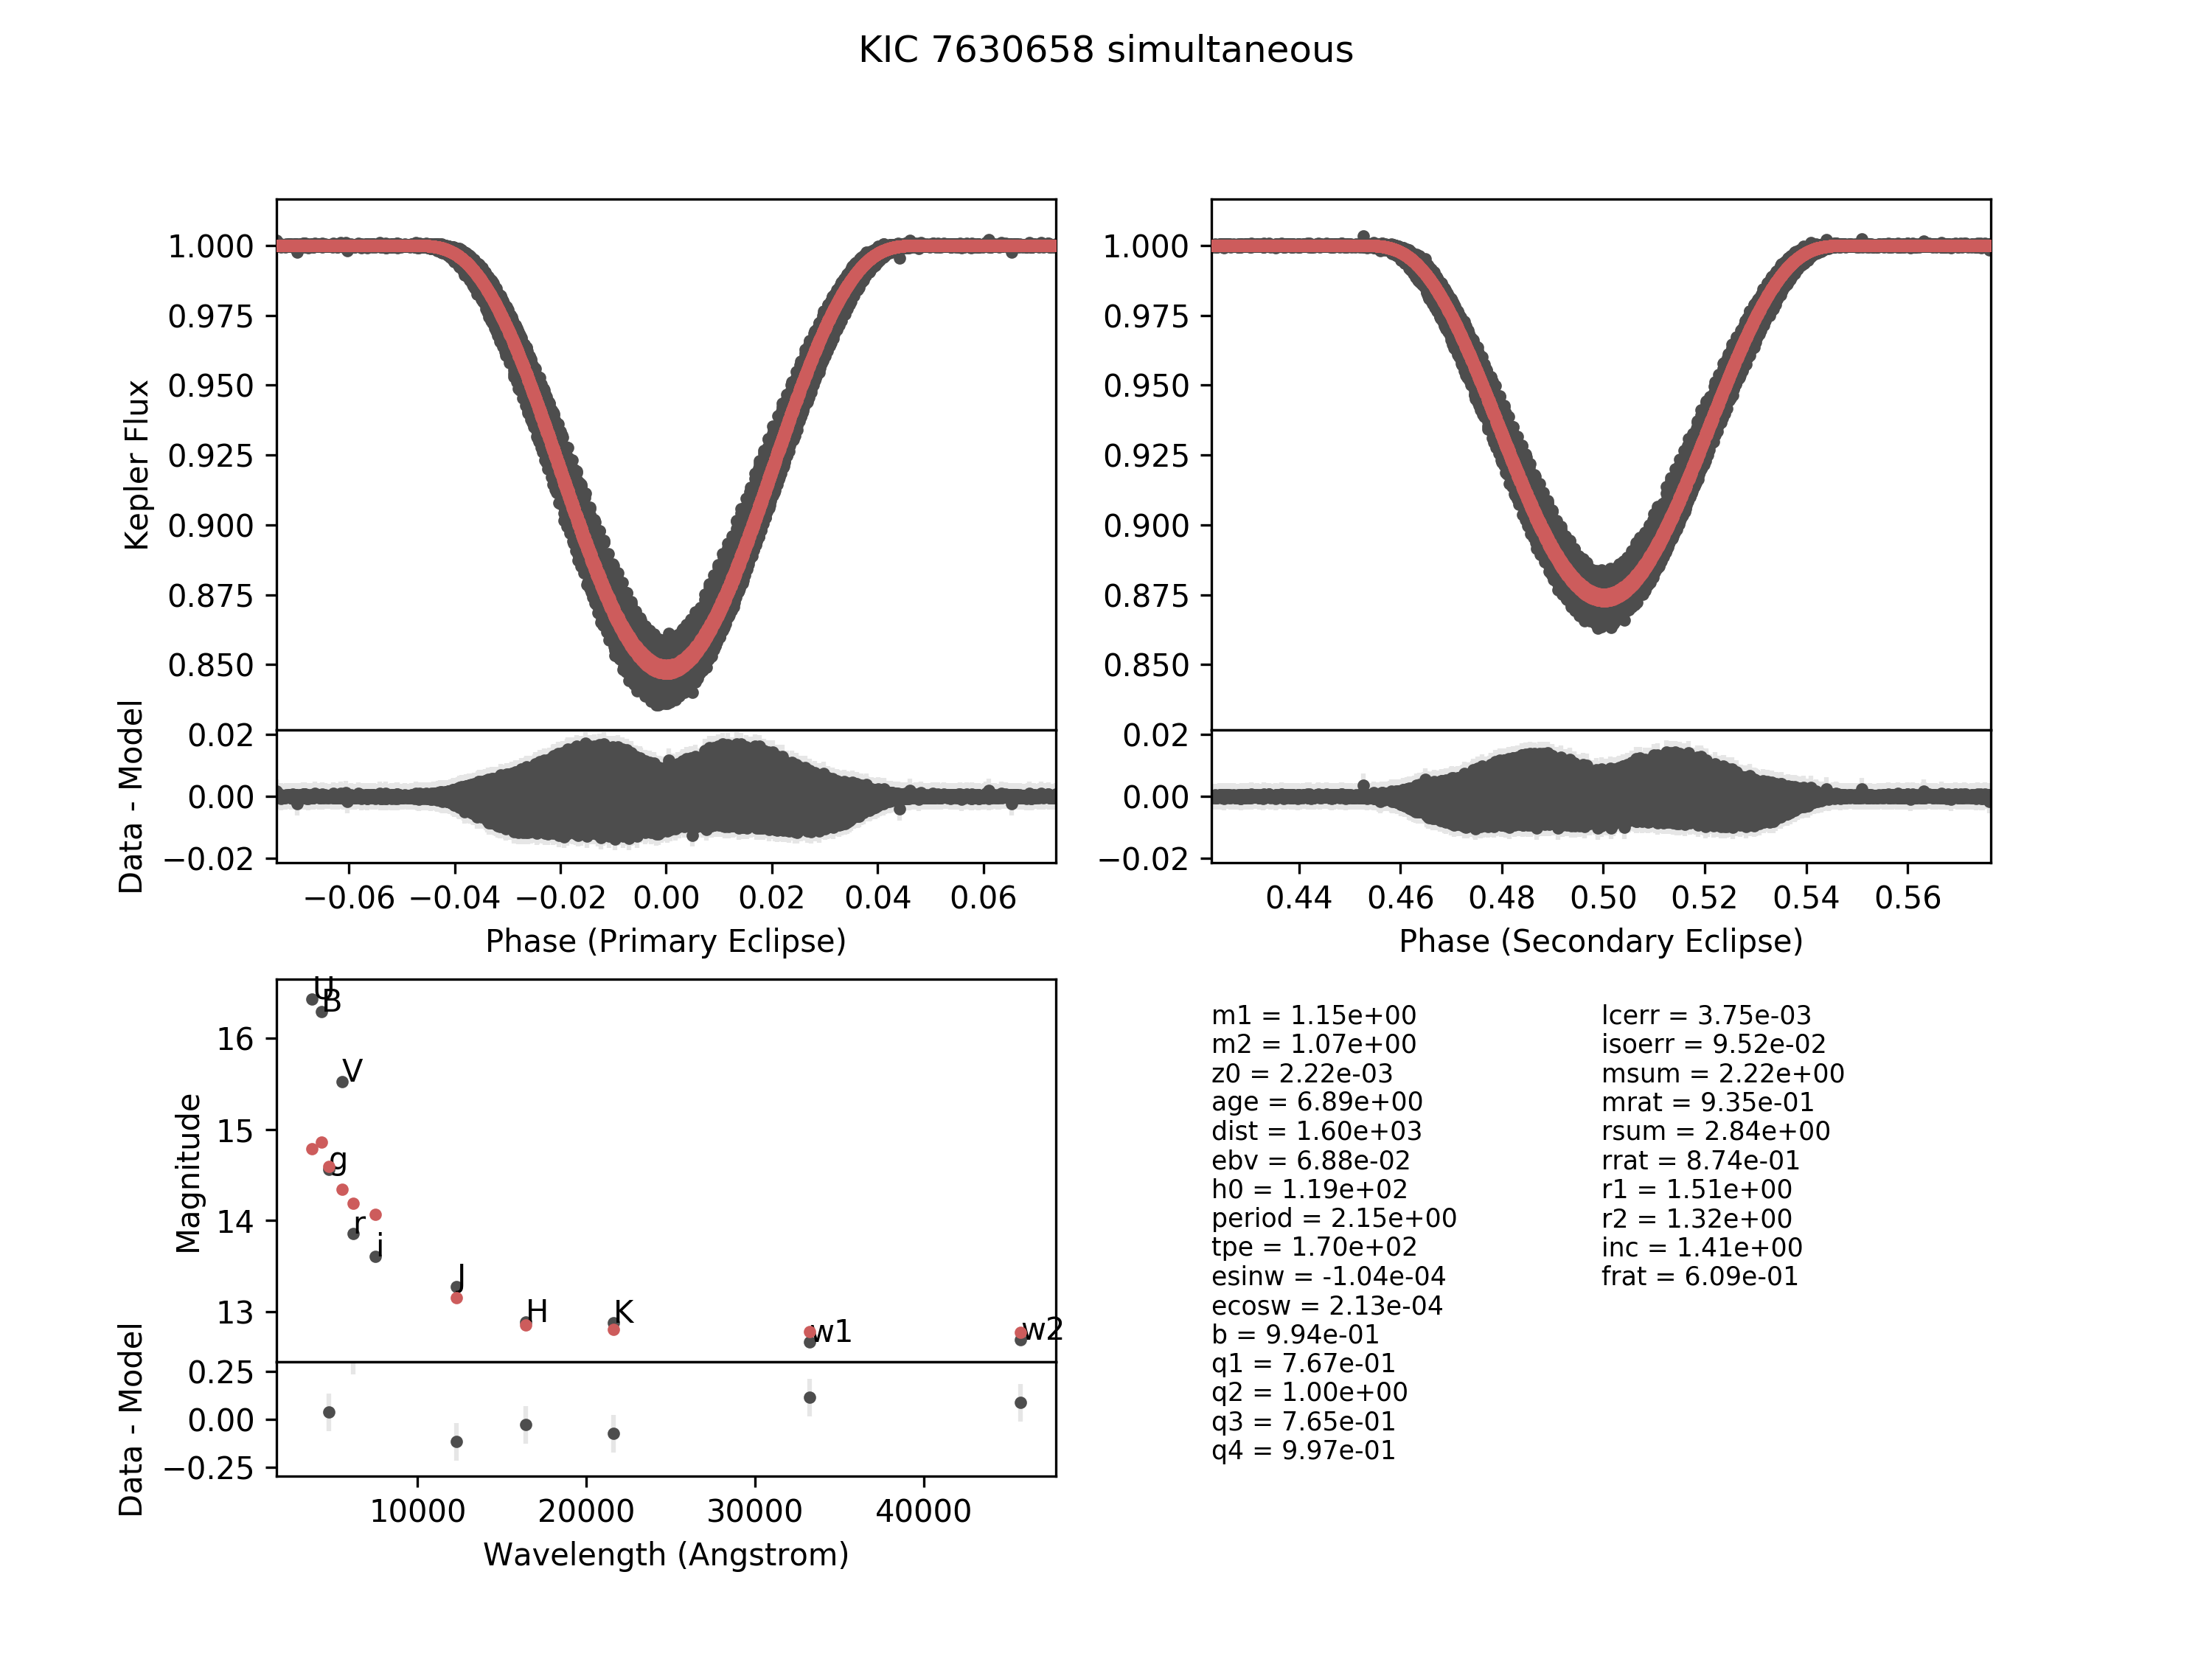 KIC 7630658 simultaneous
1.000
0.975
0.950
0.925
0.900
0.875
0.850
Kepler Flux
0.02
0.00
−0.02
Data - Model
−0.06 −0.04 −0.02 0.00 0.02 0.04 0.06
Phase (Primary Eclipse)
1.000
0.975
0.950
0.925
0.900
0.875
0.850
0.02
0.00
−0.02
0.44 0.46 0.48 0.50 0.52 0.54 0.56
Phase (Secondary Eclipse)
U
B
V
g
r
i
J
H
K
w1
w2
16
15
14
13
Magnitude
0.25
0.00
−0.25
Data - Model
10000 20000 30000 40000
Wavelength (Angstrom)
m1 = 1.15e+00
m2 = 1.07e+00
z0 = 2.22e-03
age = 6.89e+00
dist = 1.60e+03
ebv = 6.88e-02
h0 = 1.19e+02
period = 2.15e+00
tpe = 1.70e+02
esinw = -1.04e-04
ecosw = 2.13e-04
b = 9.94e-01
q1 = 7.67e-01
q2 = 1.00e+00
q3 = 7.65e-01
q4 = 9.97e-01
lcerr = 3.75e-03
isoerr = 9.52e-02
msum = 2.22e+00
mrat = 9.35e-01
rsum = 2.84e+00
rrat = 8.74e-01
r1 = 1.51e+00
r2 = 1.32e+00
inc = 1.41e+00
frat = 6.09e-01